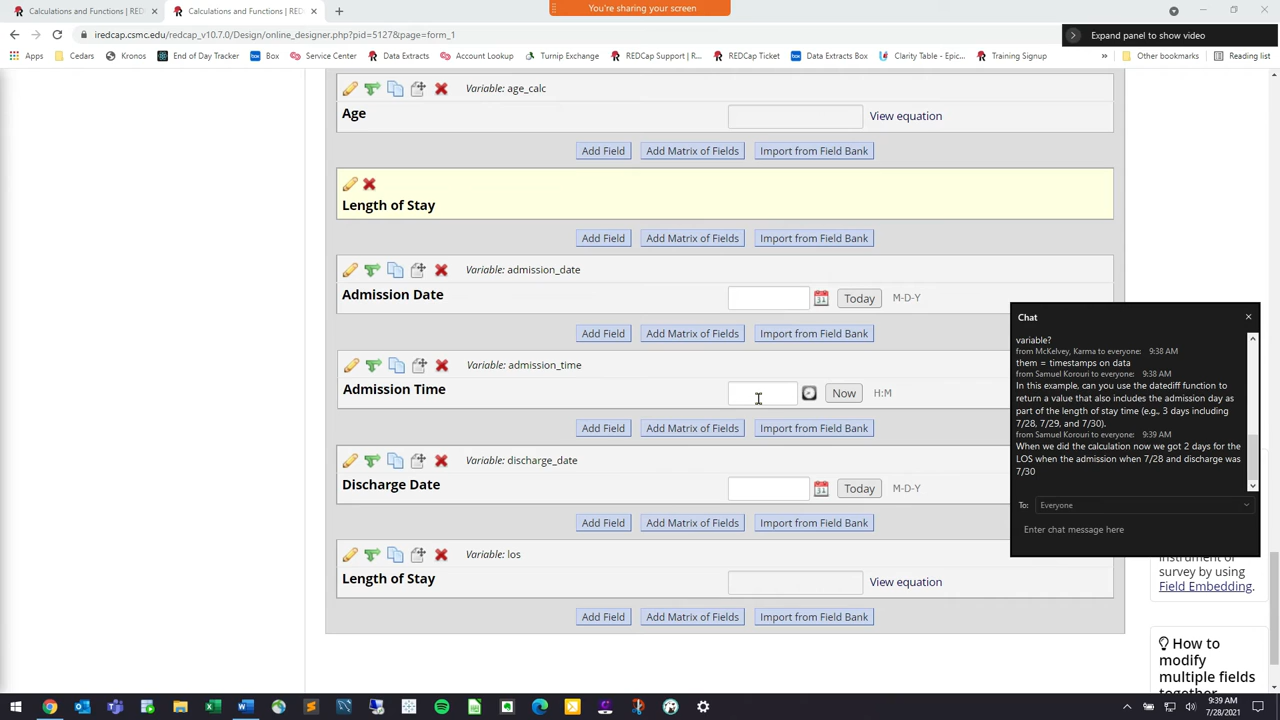 Calculations and Functions | RED
Calculations and Functions | RED
You're sharing your screen
iredcap.csmc.edu/redcap_v10.7.0/Design/online_designer.php?pid=5127&page=form_1
Expand panel to show video
Apps
Cedars
Kronos
End of Day Tracker
Box
Service Center
Dashboard
Consent
Workshop
Turnip Exchange
REDCap Support | R...
REDCap Ticket
Data Extracts Box
Clarity Table - Epic...
Training Signup
»
Other bookmarks
Reading list
Variable: age_calc
Age
View equation
Add Field
Add Matrix of Fields
Import from Field Bank
Length of Stay
Add Field
Add Matrix of Fields
Import from Field Bank
Variable: admission_date
Admission Date
31
Today
M-D-Y
Add Field
Add Matrix of Fields
Import from Field Bank
Variable: admission_time
Admission Time
Now
H:M
Add Field
Add Matrix of Fields
Import from Field Bank
Variable: discharge_date
Discharge Date
31
Today
M-D-Y
Add Field
Add Matrix of Fields
Import from Field Bank
Variable: los
Length of Stay
View equation
Add Field
Add Matrix of Fields
Import from Field Bank
Chat
variable?
from McKelvey, Karma to everyone: 9:38 AM
them = timestamps on data
from Samuel Korouri to everyone: 9:38 AM
In this example, can you use the datediff function to
return a value that also includes the admission day as
part of the length of stay time (e.g., 3 days including
7/28, 7/29, and 7/30).
from Samuel Korouri to everyone: 9:39 AM
When we did the calculation now we got 2 days for the
LOS when the admission when 7/28 and discharge was
7/30
To:
Everyone
Enter chat message here
instrument or
survey by using
Field Embedding.
How to
modify
multiple fields
together
9:39 AM
7/28/2021